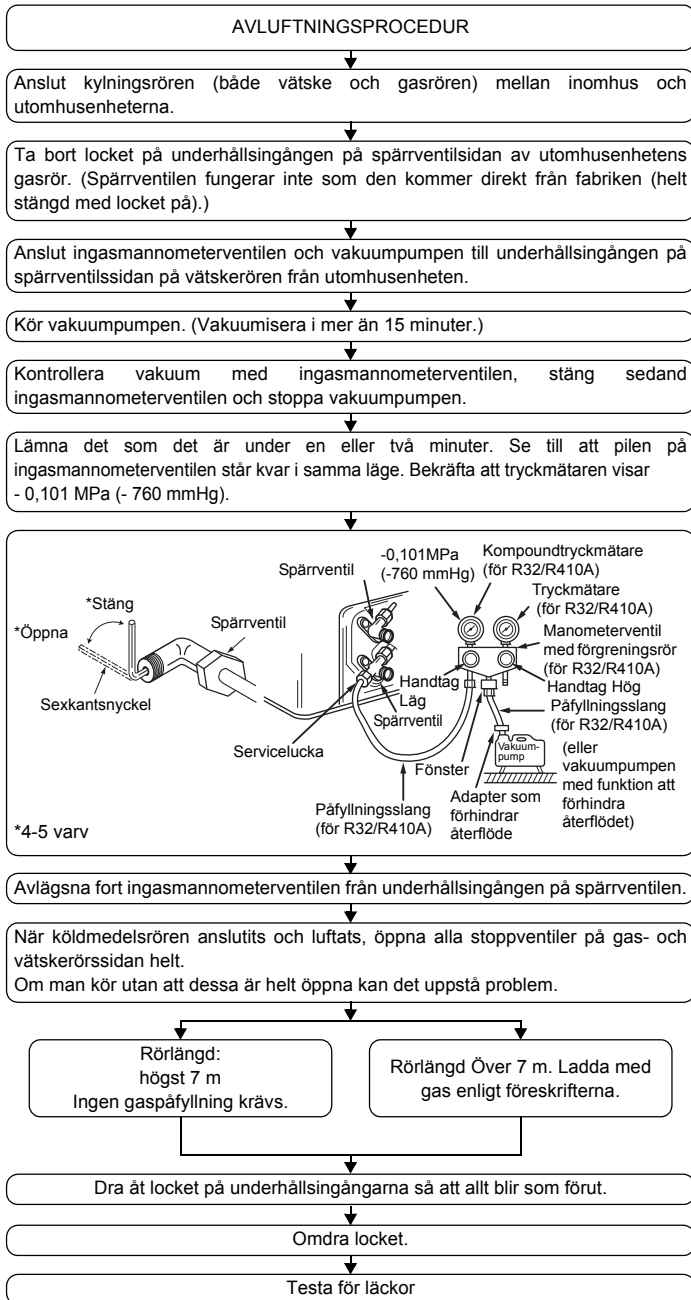 AVLUFTNINGSPROCEDUR
Anslut kylningsrören (både vätske och gasrören) mellan inomhus och
utomhusenheterna.
Ta bort locket på underhållsingången på spärrventilsidan av utomhusenhetens
gasrör. (Spärrventilen fungerar inte som den kommer direkt från fabriken (helt
stängd med locket på).)
Anslut ingasmannometerventilen och vakuumpumpen till underhållsingången på
spärrventilssidan på vätskerören från utomhusenheten.
Kör vakuumpumpen. (Vakuumisera i mer än 15 minuter.)
Kontrollera vakuum med ingasmannometerventilen, stäng sedand
ingasmannometerventilen och stoppa vakuumpumpen.
Lämna det som det är under en eller två minuter. Se till att pilen på
ingasmannometerventilen står kvar i samma läge. Bekräfta att tryckmätaren visar
- 0,101 MPa (- 760 mmHg).
*Stäng
*Öppna
Sexkantsnyckel
Spärrventil
Spärrventil
-0,101MPa
(-760 mmHg)
Kompoundtryckmätare
(för R32/R410A)
Tryckmätare
(för R32/R410A)
Manometerventil
med förgreningsrör
(för R32/R410A)
Handtag
Låg
Handtag Hög
Spärrventil
Påfyllningsslang
(för R32/R410A)
Servicelucka
Fönster
Vakuum-
pump
(eller
vakuumpumpen
med funktion att
förhindra
återflödet)
Adapter som
förhindrar
återflöde
Påfyllningsslang
(för R32/R410A)
*4-5 varv
Avlägsna fort ingasmannometerventilen från underhållsingången på spärrventilen.
När köldmedelsrören anslutits och luftats, öppna alla stoppventiler på gas- och
vätskerörssidan helt.
Om man kör utan att dessa är helt öppna kan det uppstå problem.
Rörlängd:
högst 7 m
Ingen gaspåfyllning krävs.
Rörlängd Över 7 m. Ladda med
gas enligt föreskrifterna.
Dra åt locket på underhållsingångarna så att allt blir som förut.
Omdra locket.
Testa för läckor